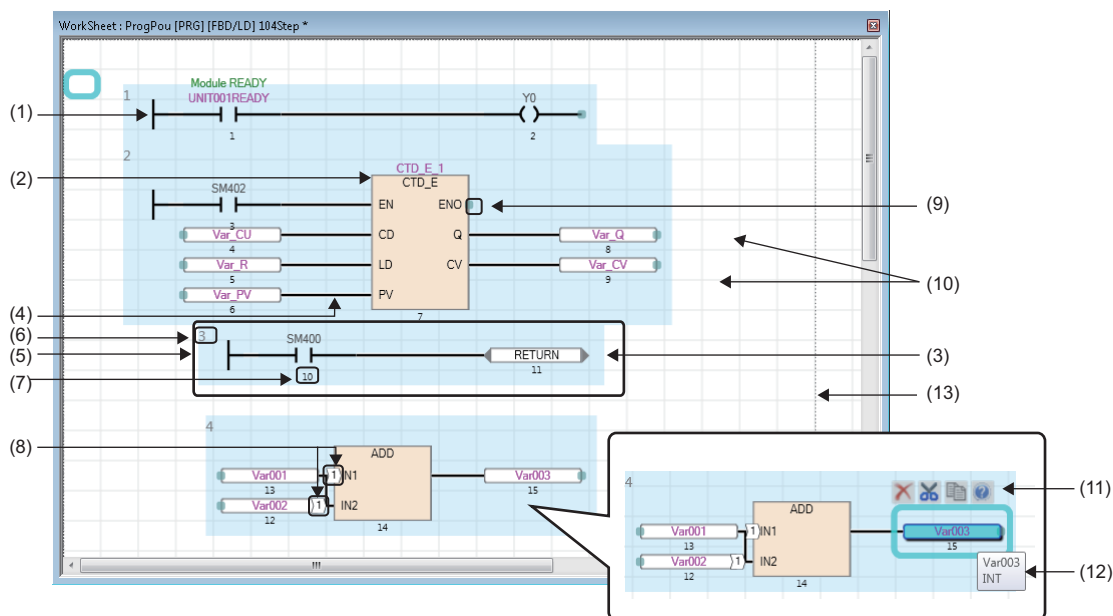 WorkSheet : ProgPou [PRG] [FBD/LD] 104Step *
Module READY
1
UNIT001READY
Y0
(1)
1
2
2
CTD_E_1
(2)
CTD_E
SM402
EN
ENO
(9)
3
Var_CU
CD
Q
Var_Q
4
8
Var_R
LD
CV
Var_CV
(10)
5
9
Var_PV
PV
(4)
6
7
(6)
3
SM400
(5)
RETURN
(3)
11
(7)
10
(13)
4
(8)
ADD
Var001
1
IN1
Var003
13
15
Var002
1
IN2
12
14
4
(11)
ADD
Var001
1
IN1
Var003
13
15
Var002
1
IN2
Var003
(12)
12
14
INT